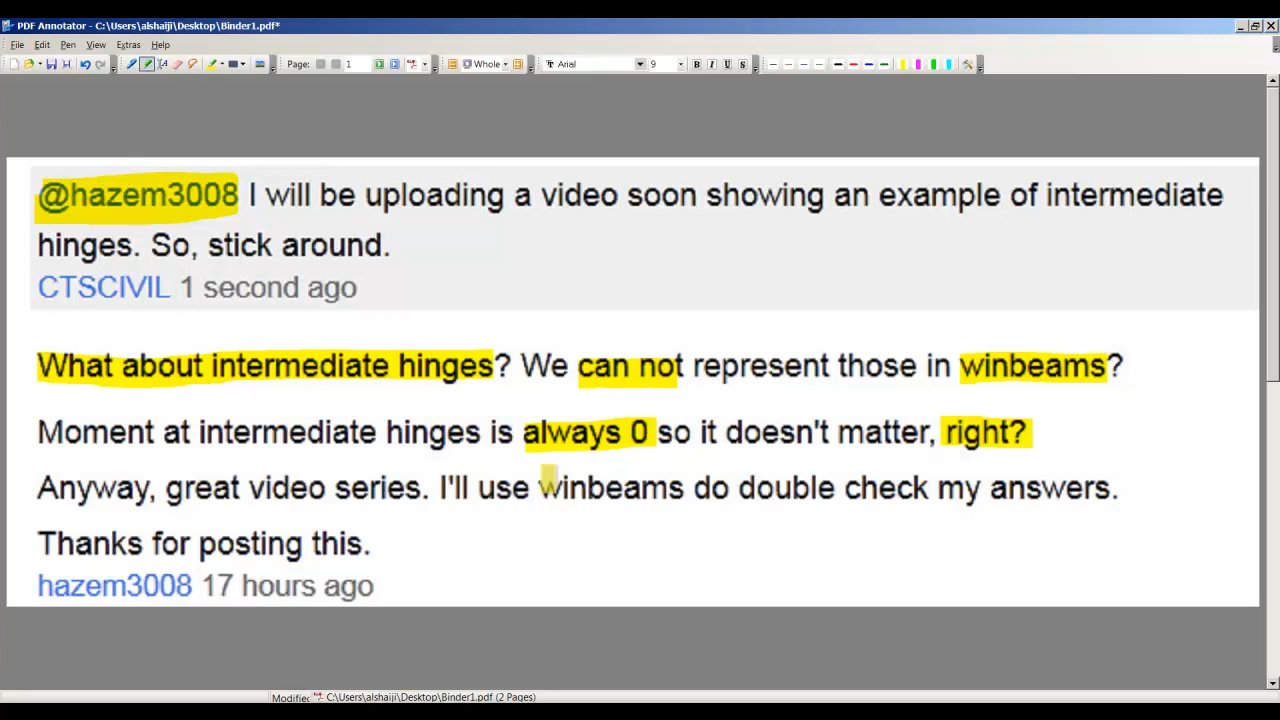 PDF Annotator - C:\Users\alshaiji\Desktop\Binder1.pdf*
File Edit Pen View Extras Help
Page: 1 Whole Arial 9 B I U S
@hazem3008 I will be uploading a video soon showing an example of intermediate
hinges. So, stick around.
CTSCIVIL 1 second ago
What about intermediate hinges? We can not represent those in winbeams?
Moment at intermediate hinges is always 0 so it doesn't matter, right?
Anyway, great video series. I'll use winbeams do double check my answers.
Thanks for posting this.
hazem3008 17 hours ago
Modified C:\Users\alshaiji\Desktop\Binder1.pdf (2 Pages)